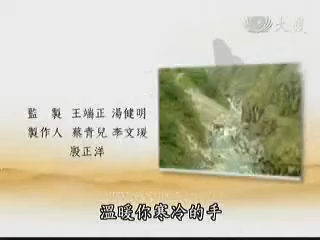 大愛
監 製 王端正 湯健明
製作人 蔡青兒 李文瑗
殷正洋
溫暖你寒冷的手